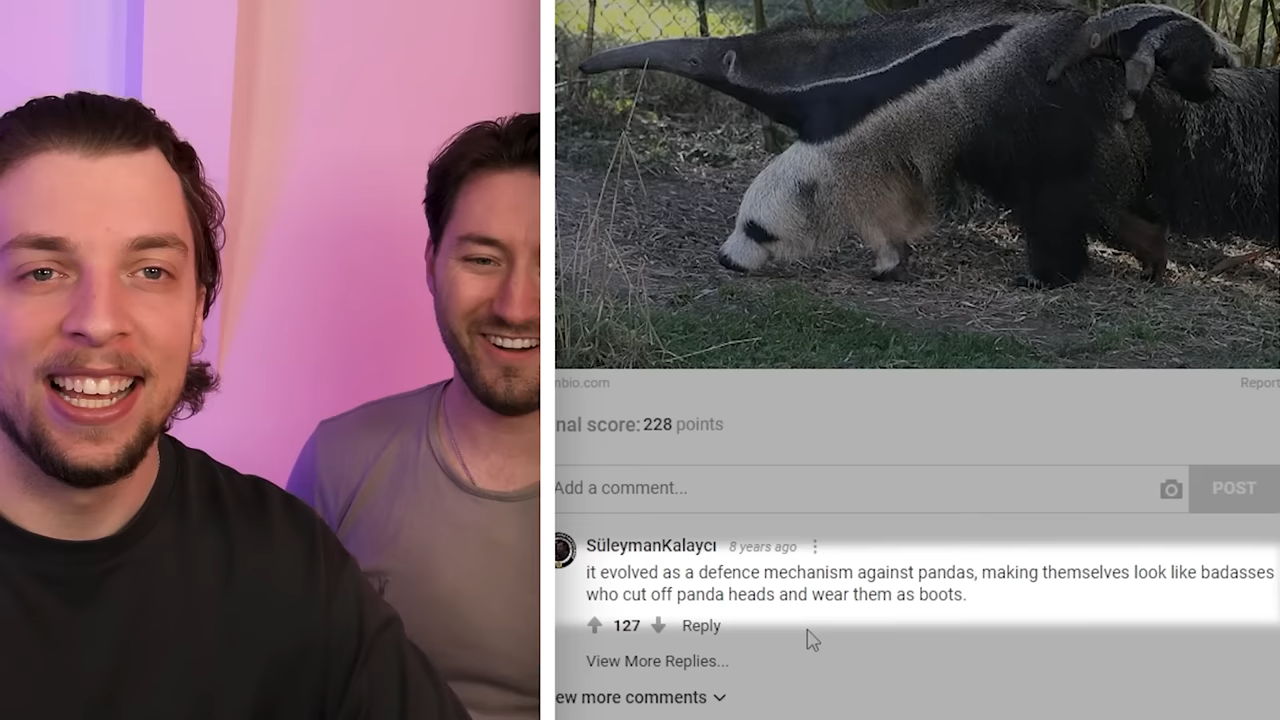 nbio.com
Report
nal score: 228 points
Add a comment...
POST
SüleymanKalaycı 8 years ago
it evolved as a defence mechanism against pandas, making themselves look like badasses
who cut off panda heads and wear them as boots.
127 Reply
View More Replies...
ew more comments